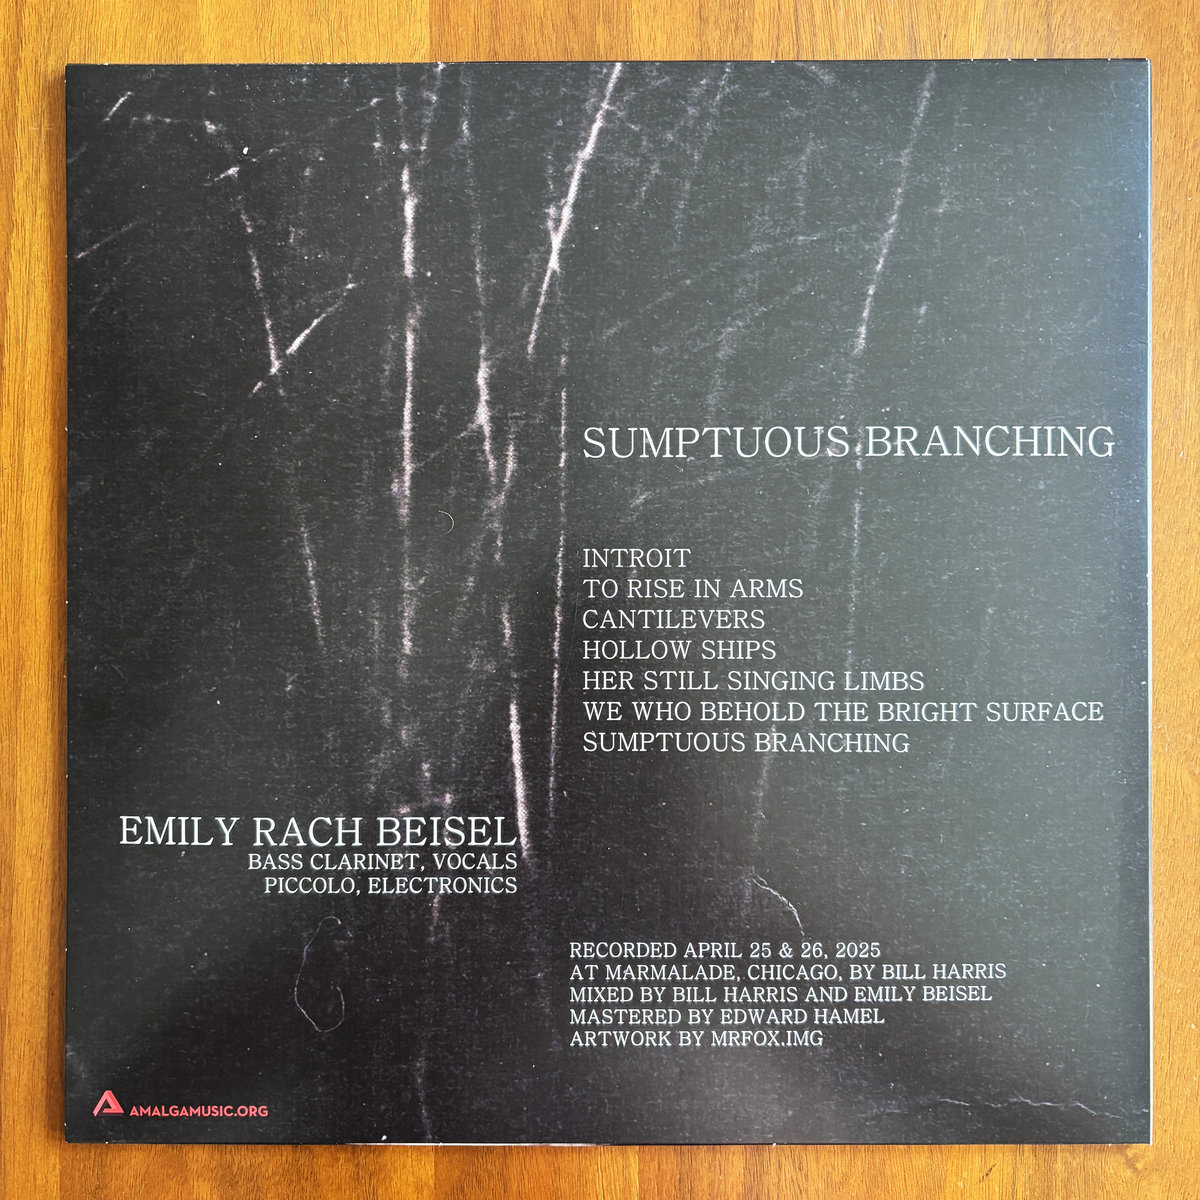 SUMPTUOUS BRANCHING
INTROIT
TO RISE IN ARMS
CANTILEVERS
HOLLOW SHIPS
HER STILL SINGING LIMBS
WE WHO BEHOLD THE BRIGHT SURFACE
SUMPTUOUS BRANCHING
EMILY RACH BEISEL
BASS CLARINET, VOCALS
PICCOLO, ELECTRONICS
RECORDED APRIL 25 & 26, 2025
AT MARMALADE, CHICAGO, BY BILL HARRIS
MIXED BY BILL HARRIS AND EMILY BEISEL
MASTERED BY EDWARD HAMEL
ARTWORK BY MRFOX.IMG
AMALGAMUSIC.ORG